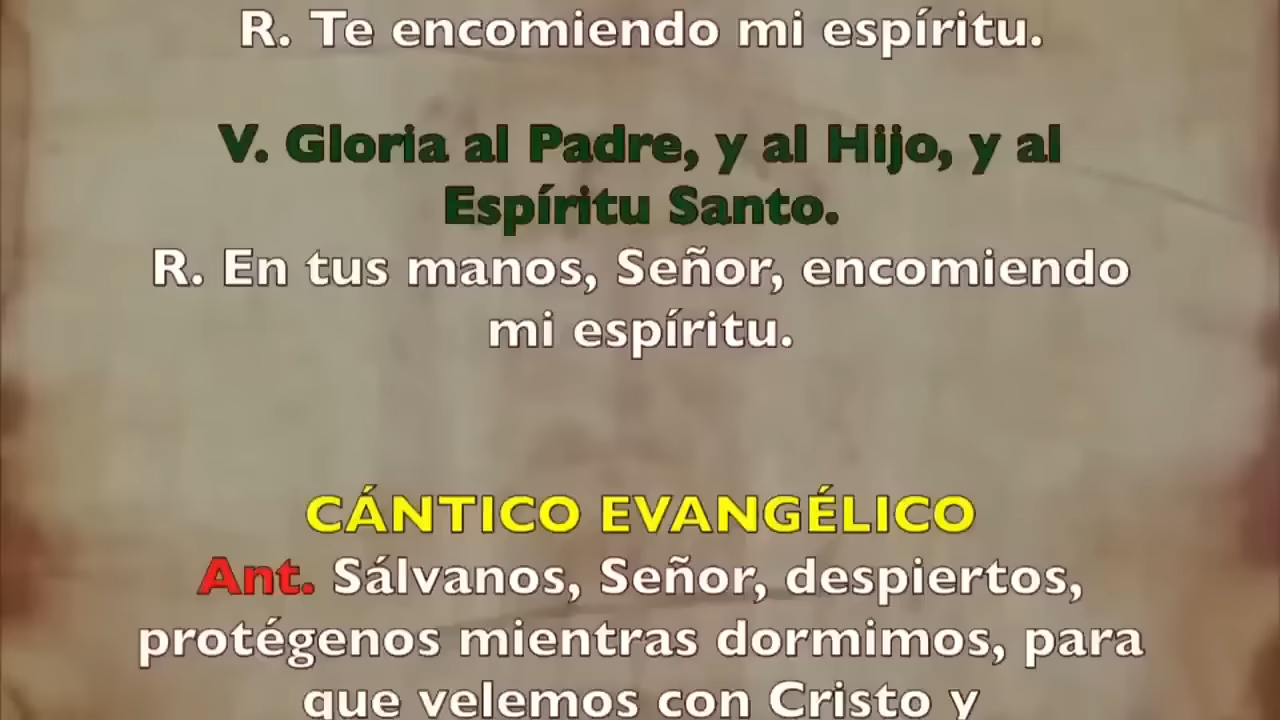 R. Te encomiendo mi espíritu.
V. Gloria al Padre, y al Hijo, y al
Espíritu Santo.
R. En tus manos, Señor, encomiendo
mi espíritu.
CÁNTICO EVANGÉLICO
Ant. Sálvanos, Señor, despiertos,
protégenos mientras dormimos, para
que velemos con Cristo y